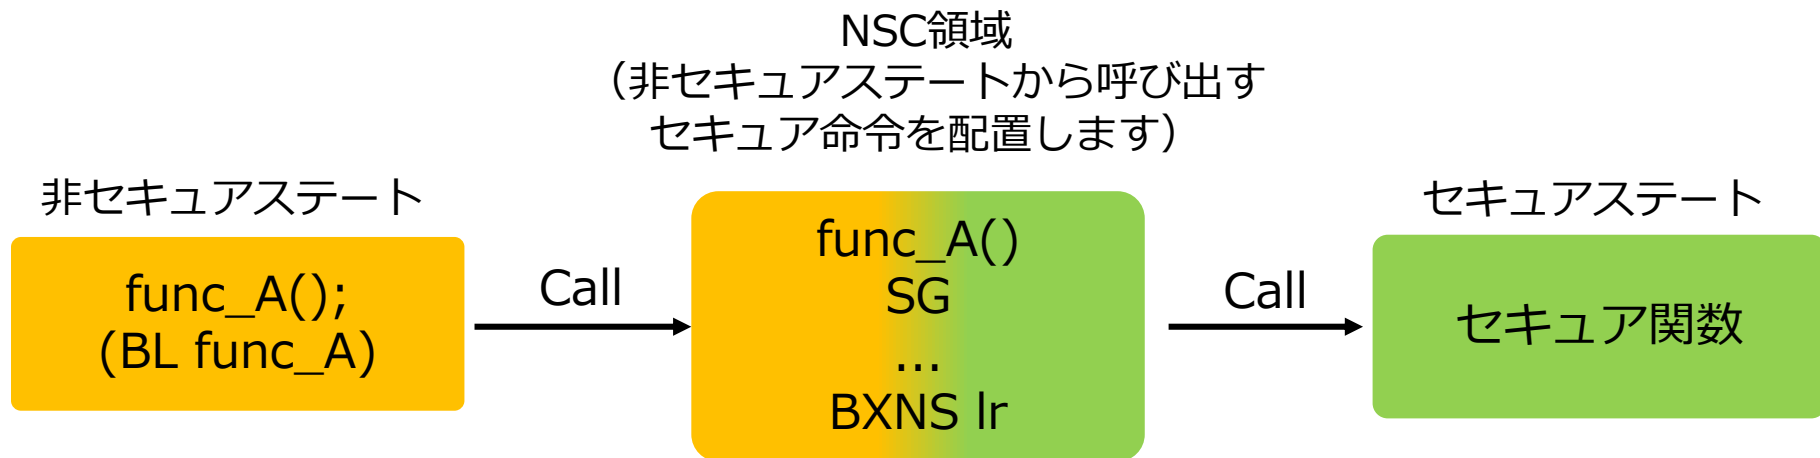 NSC領域
（非セキュアステートから呼び出す
セキュア命令を配置します）
非セキュアステート
func_A();
(BL func_A)
Call
func_A()
SG
...
BXNS lr
Call
セキュアステート
セキュア関数